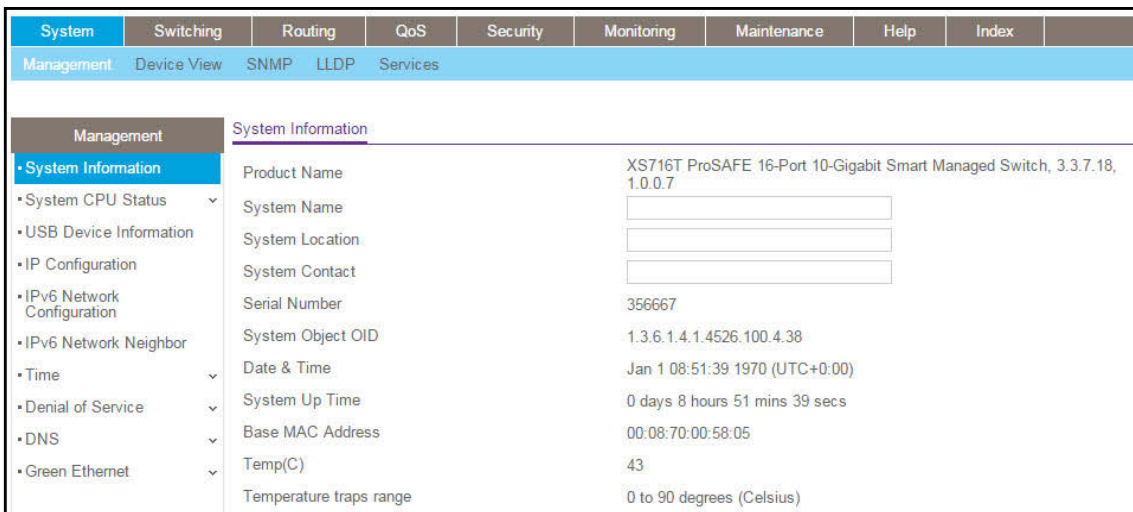 System Switching Routing QoS Security Monitoring Maintenance Help Index
Management Device View SNMP LLDP Services
Management
System Information
System CPU Status
USB Device Information
IP Configuration
IPv6 Network
Configuration
IPv6 Network Neighbor
Time
Denial of Service
DNS
Green Ethernet
System Information
Product Name XS716T ProSAFE 16-Port 10-Gigabit Smart Managed Switch, 3.3.7.18,
1.0.0.7
System Name
System Location
System Contact
Serial Number 356667
System Object OID 1.3.6.1.4.1.4526.100.4.38
Date & Time Jan 1 08:51:39 1970 (UTC+0:00)
System Up Time 0 days 8 hours 51 mins 39 secs
Base MAC Address 00:08:70:00:58:05
Temp(C) 43
Temperature traps range 0 to 90 degrees (Celsius)